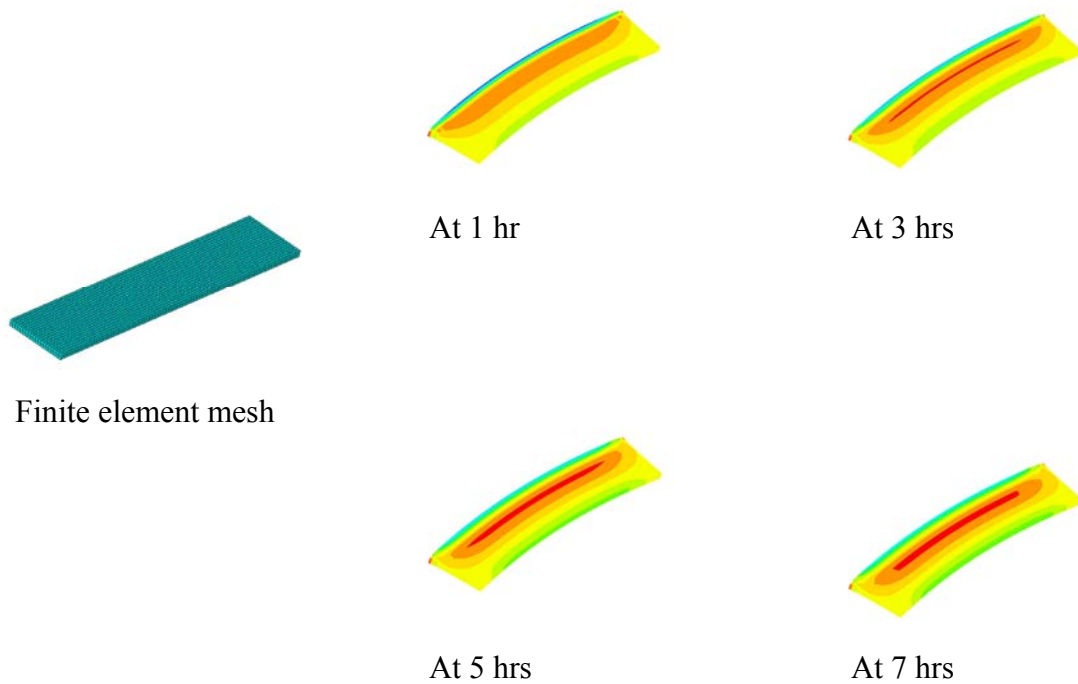 At 1 hr
At 3 hrs
Finite element mesh
At 5 hrs
At 7 hrs